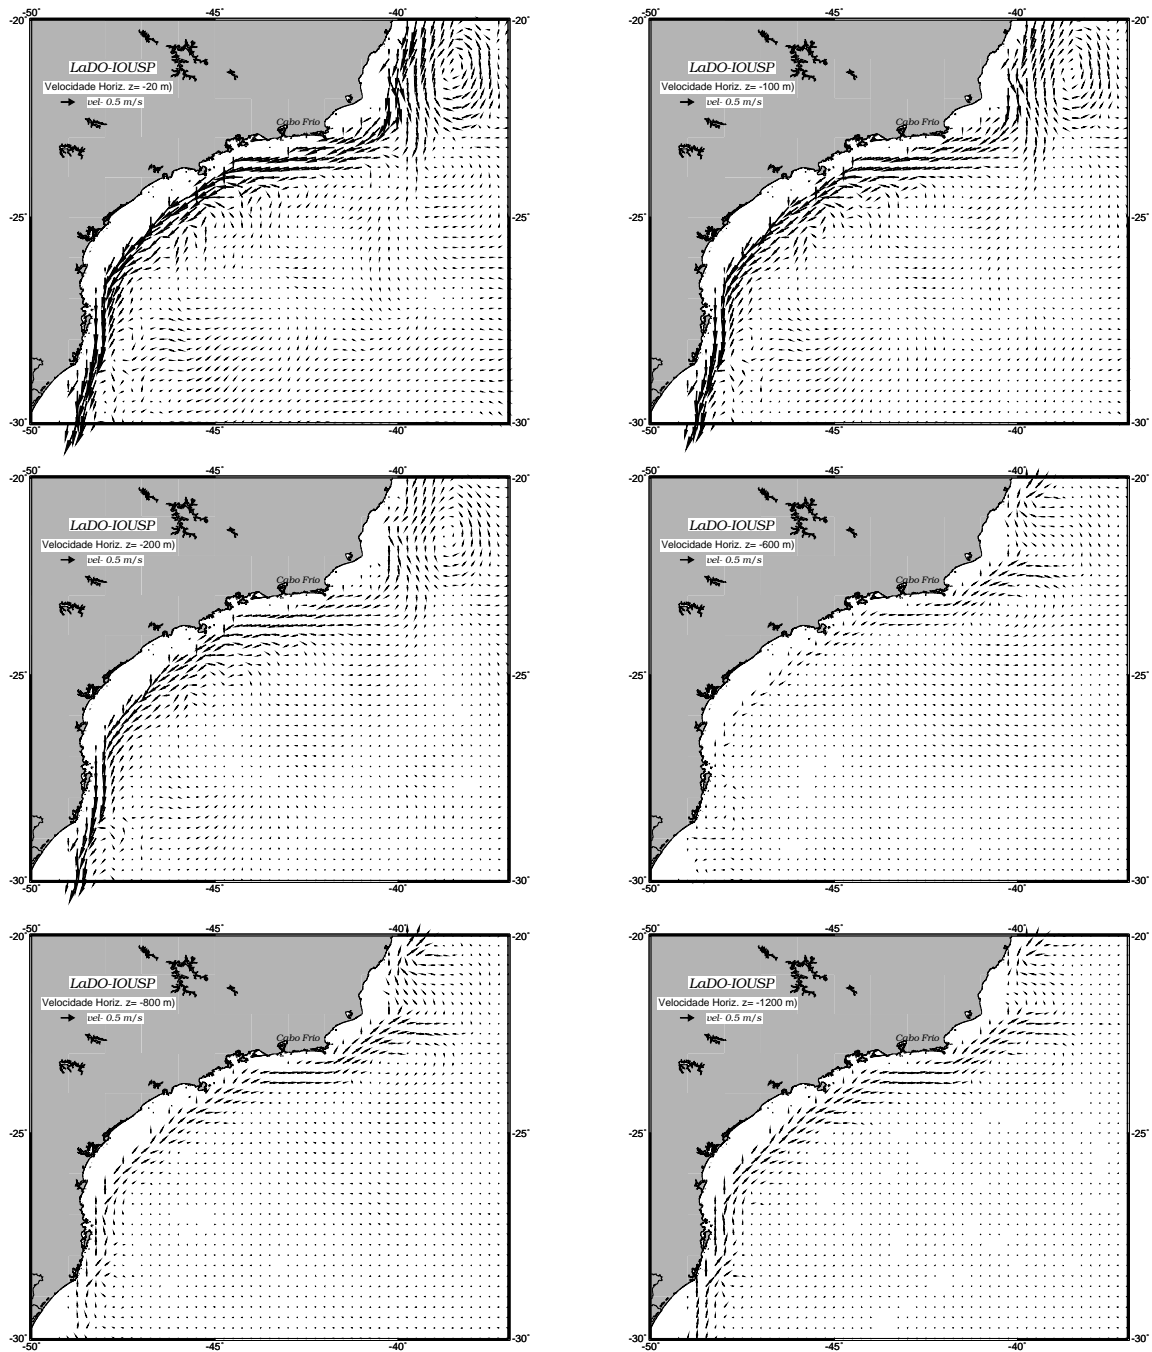 -50° -45° -40°
-20° -20°
LaDO-IOUSP
Velocidade Horiz. z= -20 m)
vel- 0.5 m/s
Cabo Frio
-25° -25°
-30° -30°
-50° -45° -40°
-50° -45° -40°
-20° -20°
LaDO-IOUSP
Velocidade Horiz. z= -100 m)
vel- 0.5 m/s
Cabo Frio
-25° -25°
-30° -30°
-50° -45° -40°
-50° -45° -40°
-20° -20°
LaDO-IOUSP
Velocidade Horiz. z= -200 m)
vel- 0.5 m/s
Cabo Frio
-25° -25°
-30° -30°
-50° -45° -40°
-50° -45° -40°
-20° -20°
LaDO-IOUSP
Velocidade Horiz. z= -600 m)
vel- 0.5 m/s
Cabo Frio
-25° -25°
-30° -30°
-50° -45° -40°
-50° -45° -40°
-20° -20°
LaDO-IOUSP
Velocidade Horiz. z= -800 m)
vel- 0.5 m/s
Cabo Frio
-25° -25°
-30° -30°
-50° -45° -40°
-50° -45° -40°
-20° -20°
LaDO-IOUSP
Velocidade Horiz. z= -1200 m)
vel- 0.5 m/s
Cabo Frio
-25° -25°
-30° -30°
-50° -45° -40°